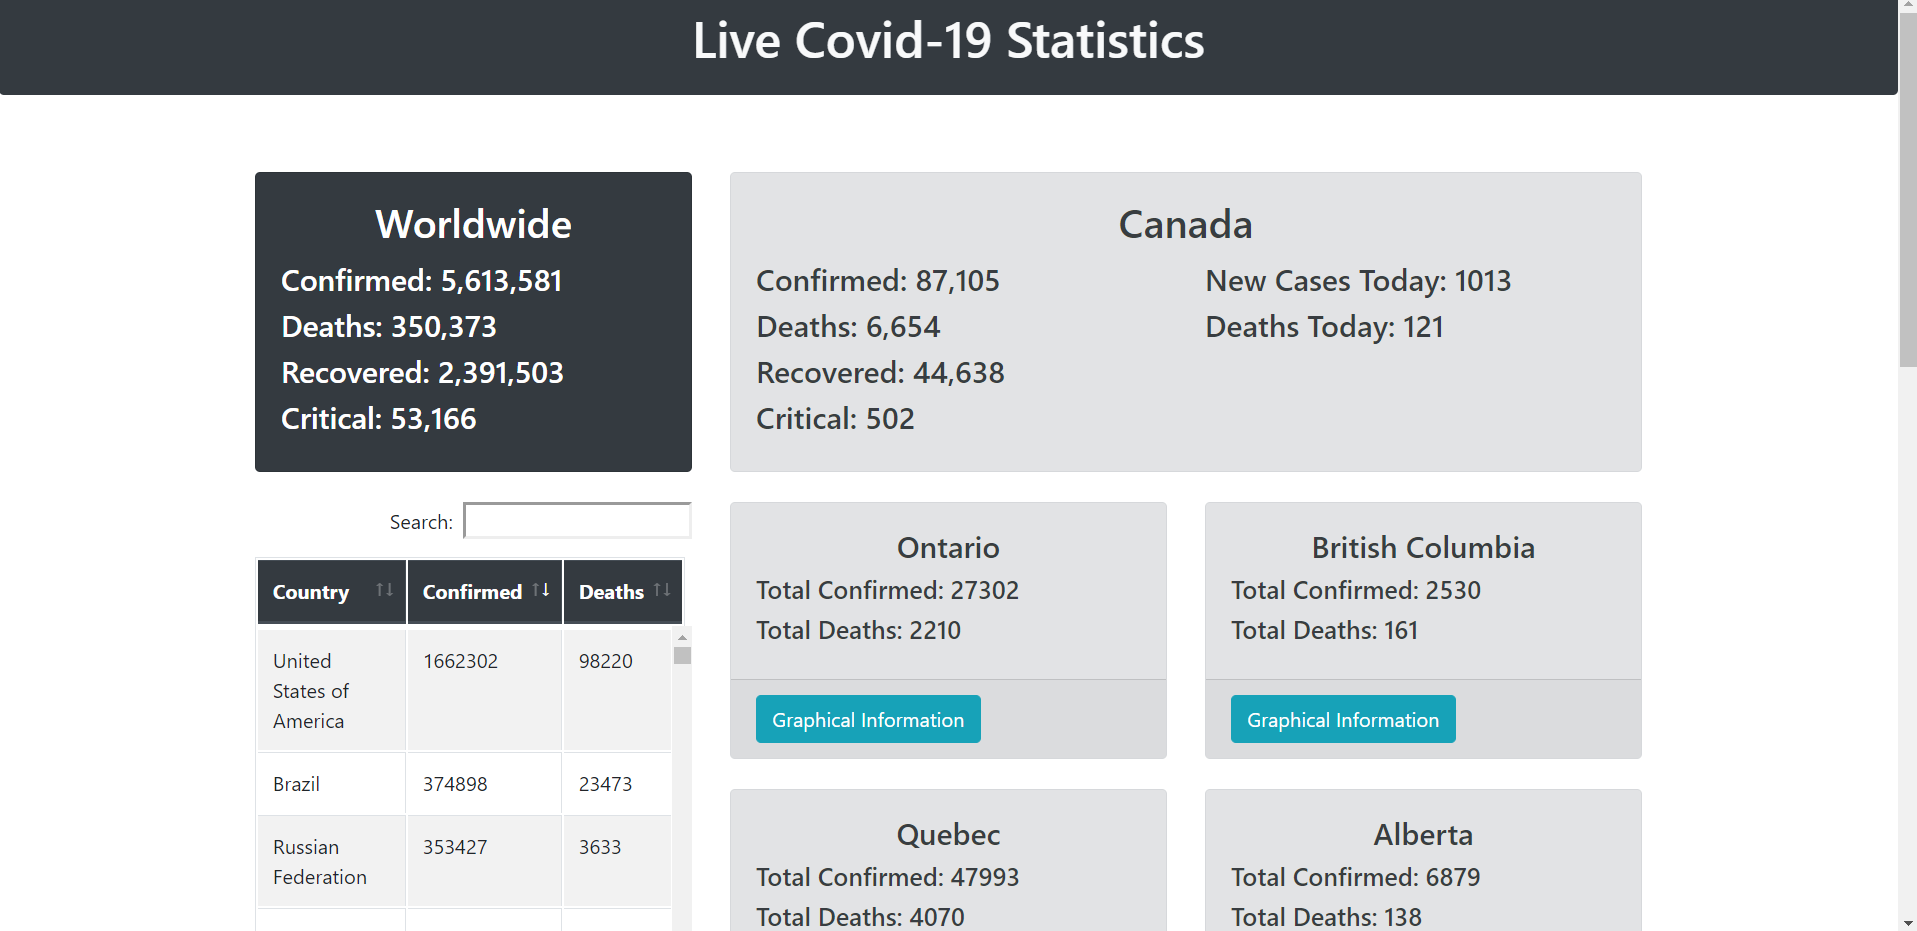 Live Covid-19 Statistics
Worldwide
Confirmed: 5,613,581
Deaths: 350,373
Recovered: 2,391,503
Critical: 53,166
Canada
Confirmed: 87,105
Deaths: 6,654
Recovered: 44,638
Critical: 502
New Cases Today: 1013
Deaths Today: 121
Search:
Country Confirmed Deaths
United 1662302 98220
States of
America
Brazil 374898 23473
Russian 353427 3633
Federation
Ontario
Total Confirmed: 27302
Total Deaths: 2210
Graphical Information
British Columbia
Total Confirmed: 2530
Total Deaths: 161
Graphical Information
Quebec
Total Confirmed: 47993
Total Deaths: 4070
Alberta
Total Confirmed: 6879
Total Deaths: 138